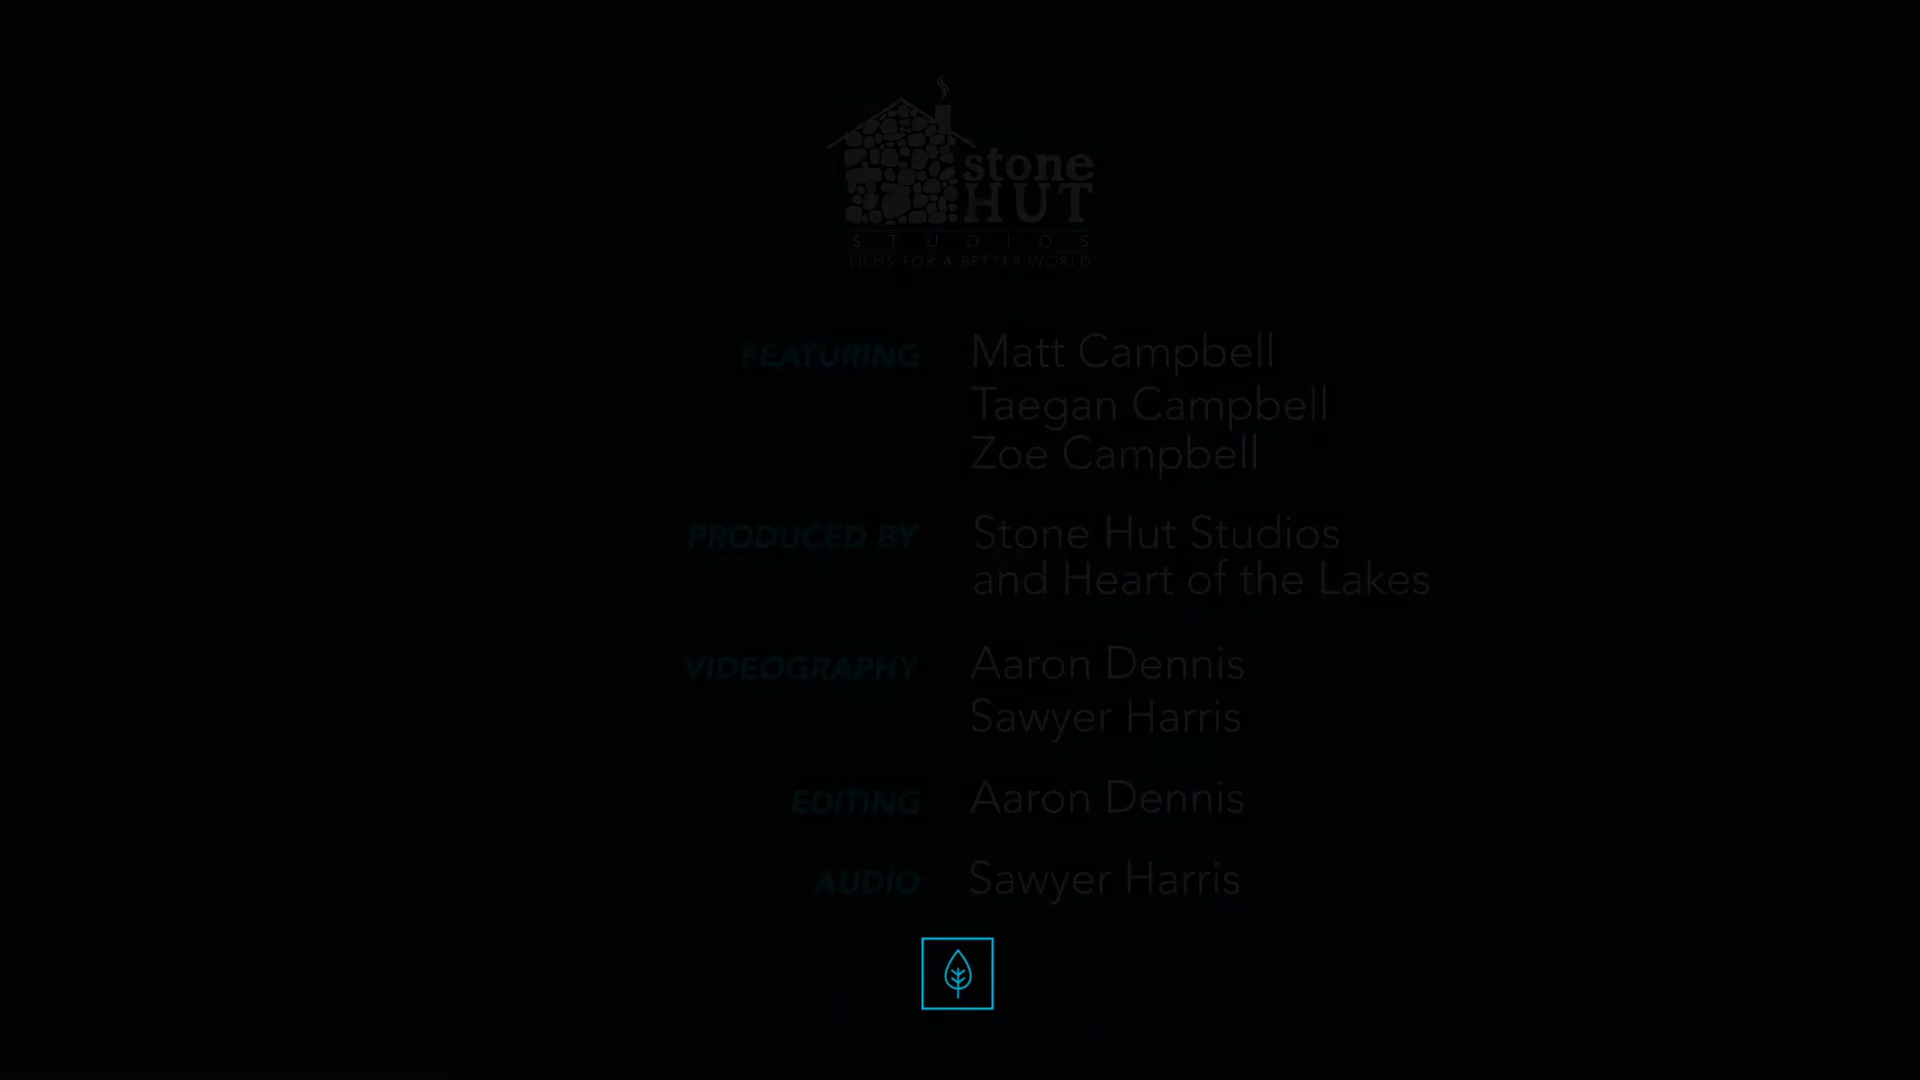 stone
HUT
STUDIOS
FILMS FOR A BETTER WORLD
FEATURING Matt Campbell
Taegan Campbell
Zoe Campbell
PRODUCED BY Stone Hut Studios
and Heart of the Lakes
VIDEOGRAPHY Aaron Dennis
Sawyer Harris
EDITING Aaron Dennis
AUDIO Sawyer Harris